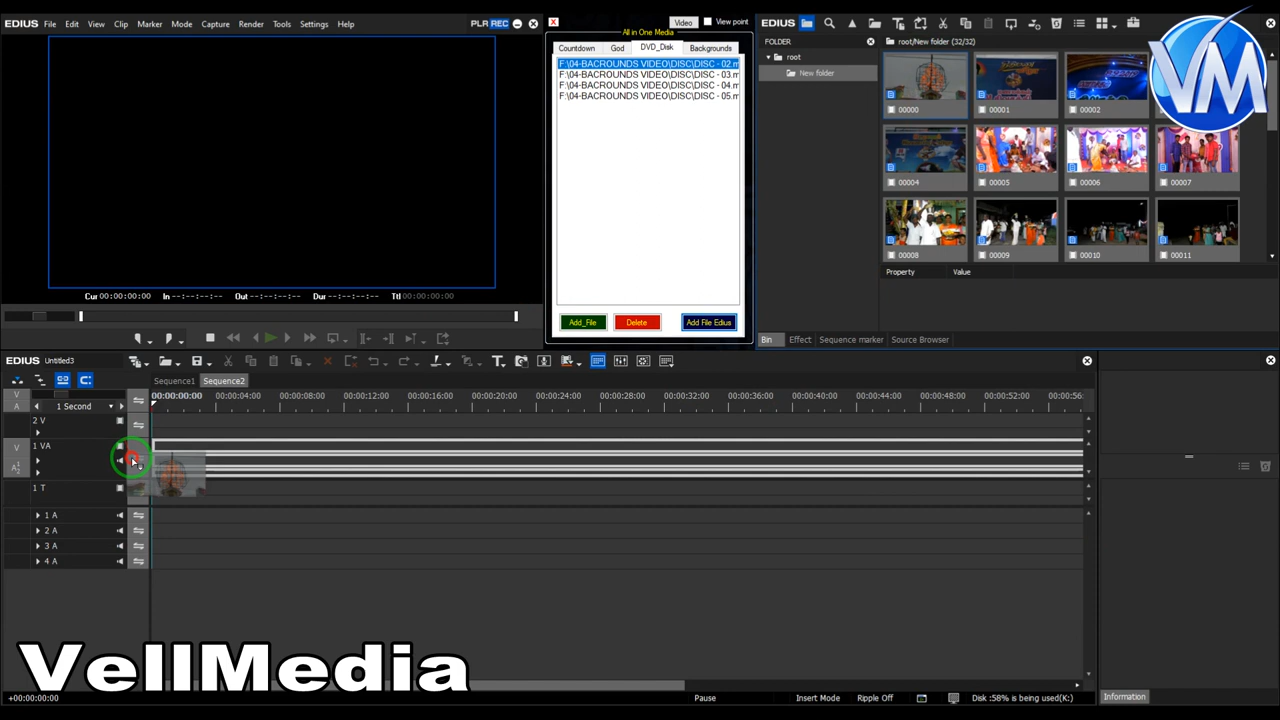 EDIUS File Edit View Clip Marker Mode Capture Render Tools Settings Help PLR REC
Cur 00:00:00:00 In --:--:--:-- Out --:--:--:-- Dur --:--:--:-- Ttl 00:00:00:00
X Video View point
All in One Media
Countdown God DVD_Disk Backgrounds
F:\04-BACROUNDS VIDEO\DISC\DISC - 02.m
F:\04-BACROUNDS VIDEO\DISC\DISC - 03.m
F:\04-BACROUNDS VIDEO\DISC\DISC - 04.m
F:\04-BACROUNDS VIDEO\DISC\DISC - 05.m
Add_File Delete Add File Edius
EDIUS
FOLDER
root
New folder
root/New folder (32/32)
00000 00001 00002
00004 00005 00006 00007
00008 00009 00010 00011
Property Value
Bin Effect Sequence marker Source Browser
VM
EDIUS Untitled3
Sequence1 Sequence2
V
A 1 Second
00:00:00:00 00:00:04:00 00:00:08:00 00:00:12:00 00:00:16:00 00:00:20:00 00:00:24:00 00:00:28:00 00:00:32:00 00:00:36:00 00:00:40:00 00:00:44:00 00:00:48:00 00:00:52:00 00:00:56:
2 V
V 1 VA
1 T
1 A
2 A
3 A
4 A
VellMedia
+00:00:00:00 Pause Insert Mode Ripple Off Disk :58% is being used(K:)
Information